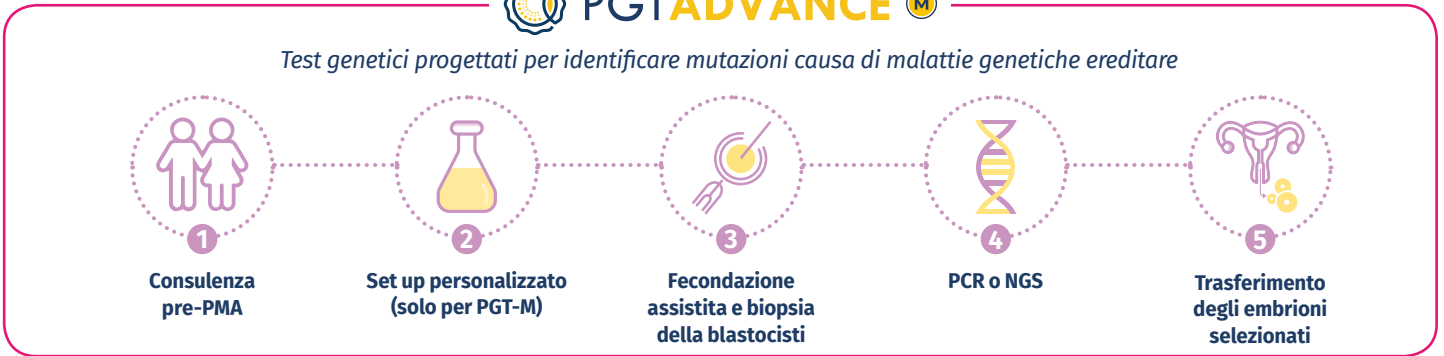 PGTADVANCE M
Test genetici progettati per identificare mutazioni causa di malattie genetiche ereditare
1
Consulenza
pre-PMA
2
Set up personalizzato
(solo per PGT-M)
3
Fecondazione
assistita e biopsia
della blastocisti
4
PCR o NGS
5
Trasferimento
degli embrioni
selezionati